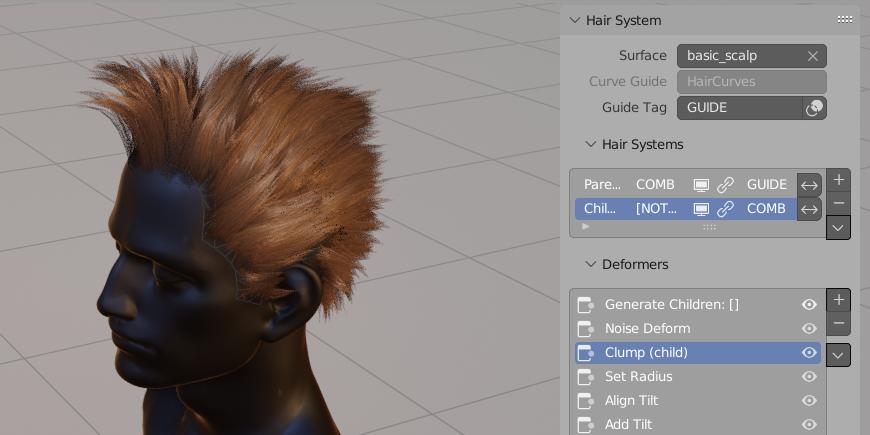 Hair System
Surface basic_scalp
Curve Guide HairCurves
Guide Tag GUIDE
Hair Systems
Pare... COMB GUIDE
Chil... [NOT... COMB
Deformers
Generate Children: []
Noise Deform
Clump (child)
Set Radius
Align Tilt
Add Tilt